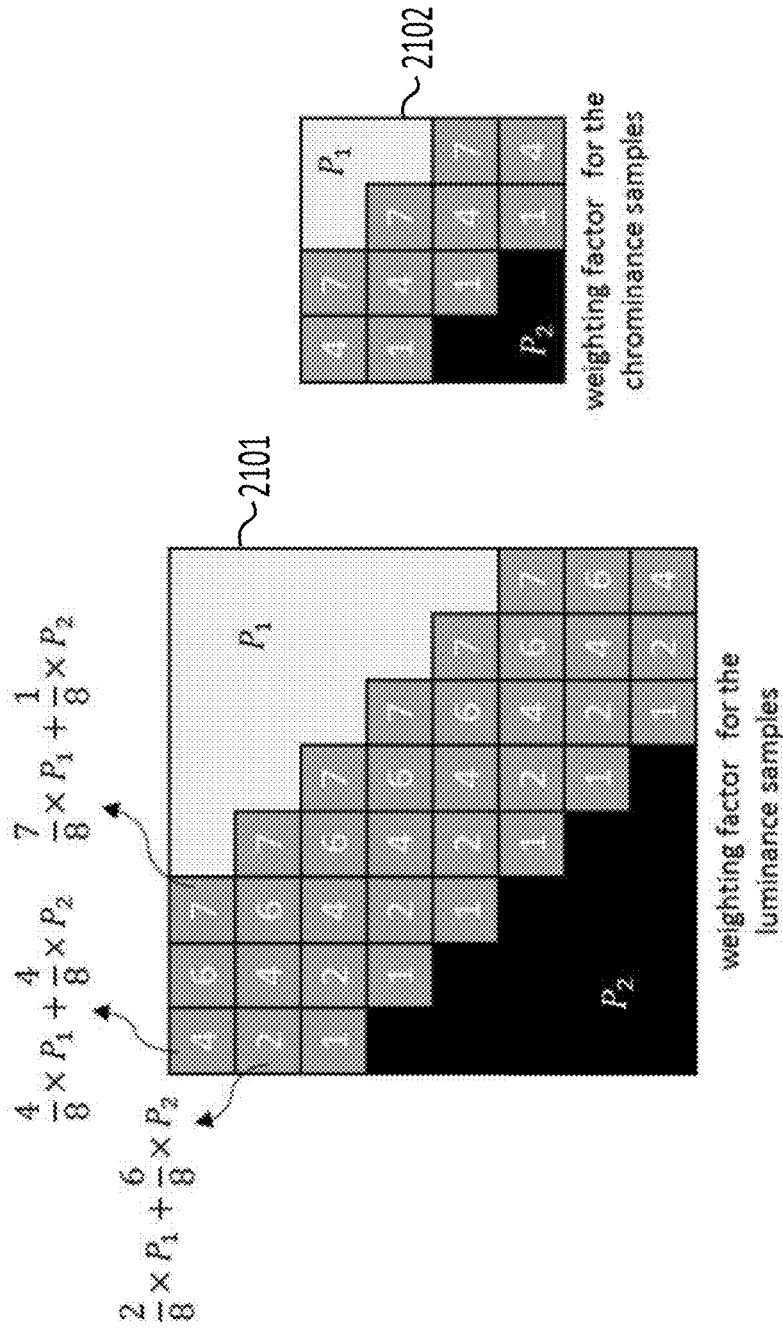 4/8 × P₁ + 4/8 × P₂
7/8 × P₁ + 1/8 × P₂
2/8 × P₁ + 6/8 × P₂
2101
4 6 7
2 4 6 7
P₁
1 2 4 6 7
1 2 4 6 7
1 2 4 6 7
1 2 4 6 7
P₂
1 2 4 6
1 2 4
weighting factor for the
luminance samples
2102
4 7 P₁
1 4 7
1 4 7
P₂ 1 4
weighting factor for the
chrominance samples